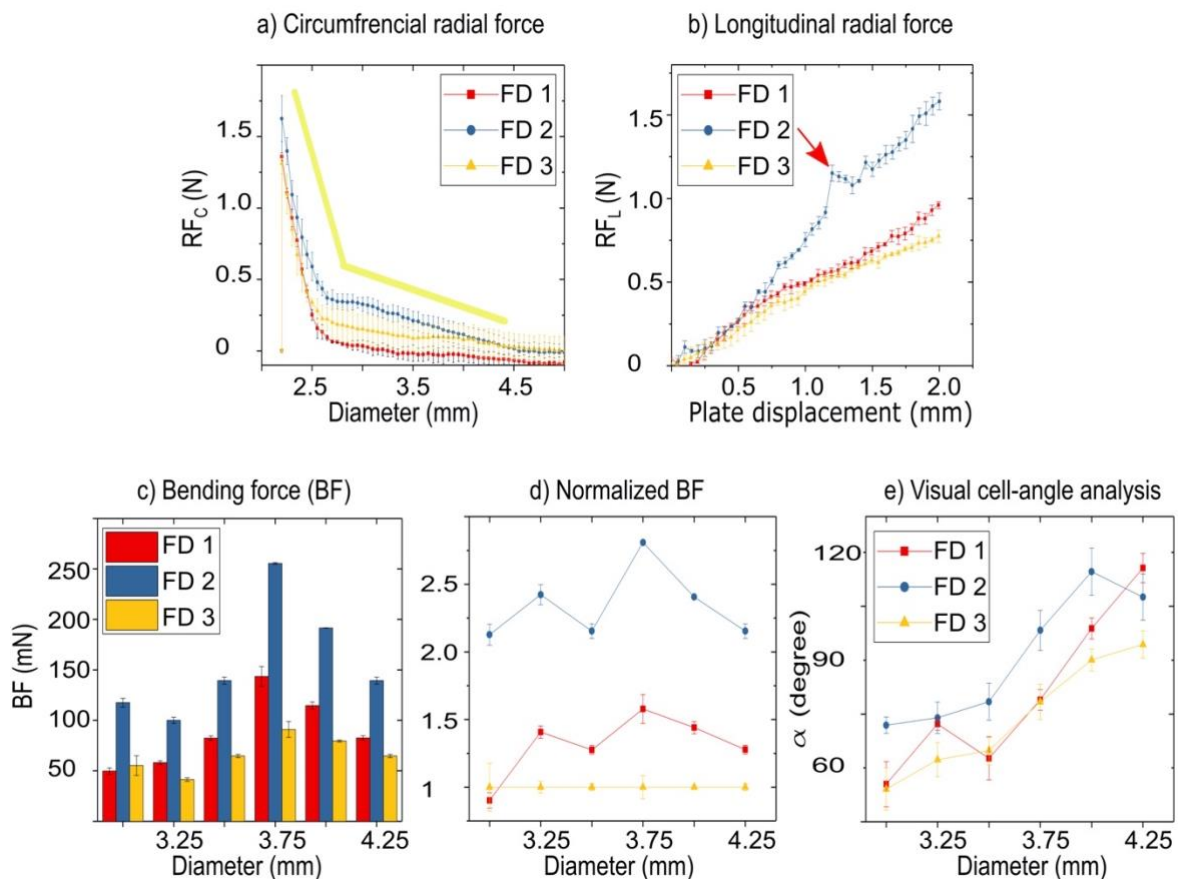 a) Circumfrencial radial force
FD 1
FD 2
FD 3
1.5
1.0
0.5
0
RF_C (N)
2.5 3.5 4.5
Diameter (mm)
b) Longitudinal radial force
FD 1
FD 2
FD 3
1.5
1.0
0.5
0
RF_L (N)
0.5 1.0 1.5 2.0
Plate displacement (mm)
c) Bending force (BF)
FD 1
FD 2
FD 3
250
200
150
100
50
BF (mN)
3.25 3.75 4.25
Diameter (mm)
d) Normalized BF
2.5
2.0
1.5
1
3.25 3.75 4.25
Diameter (mm)
e) Visual cell-angle analysis
FD 1
FD 2
FD 3
120
90
60
α (degree)
3.25 3.75 4.25
Diameter (mm)